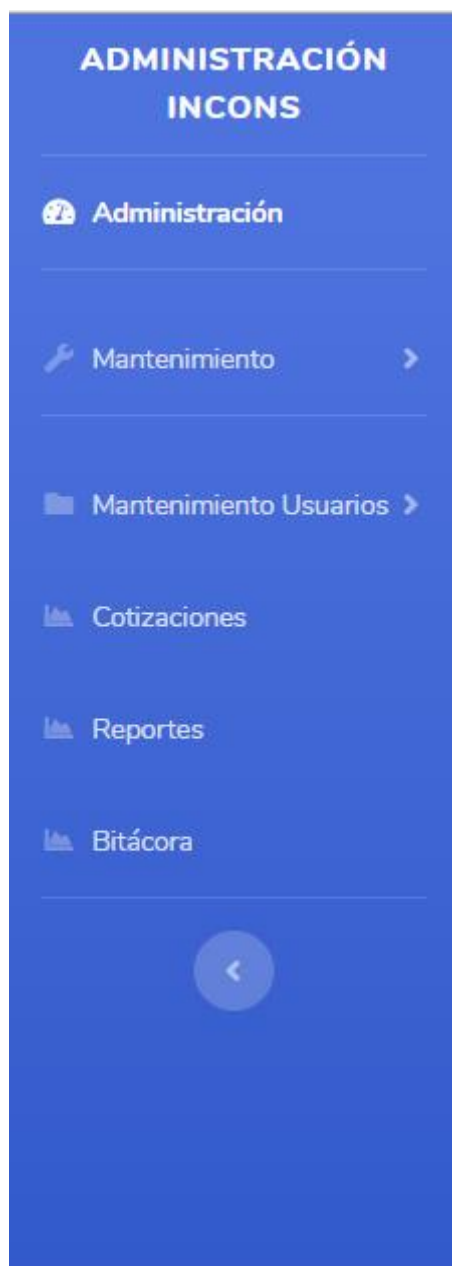 ADMINISTRACIÓN
INCONS
Administración
Mantenimiento
Mantenimiento Usuarios
Cotizaciones
Reportes
Bitácora